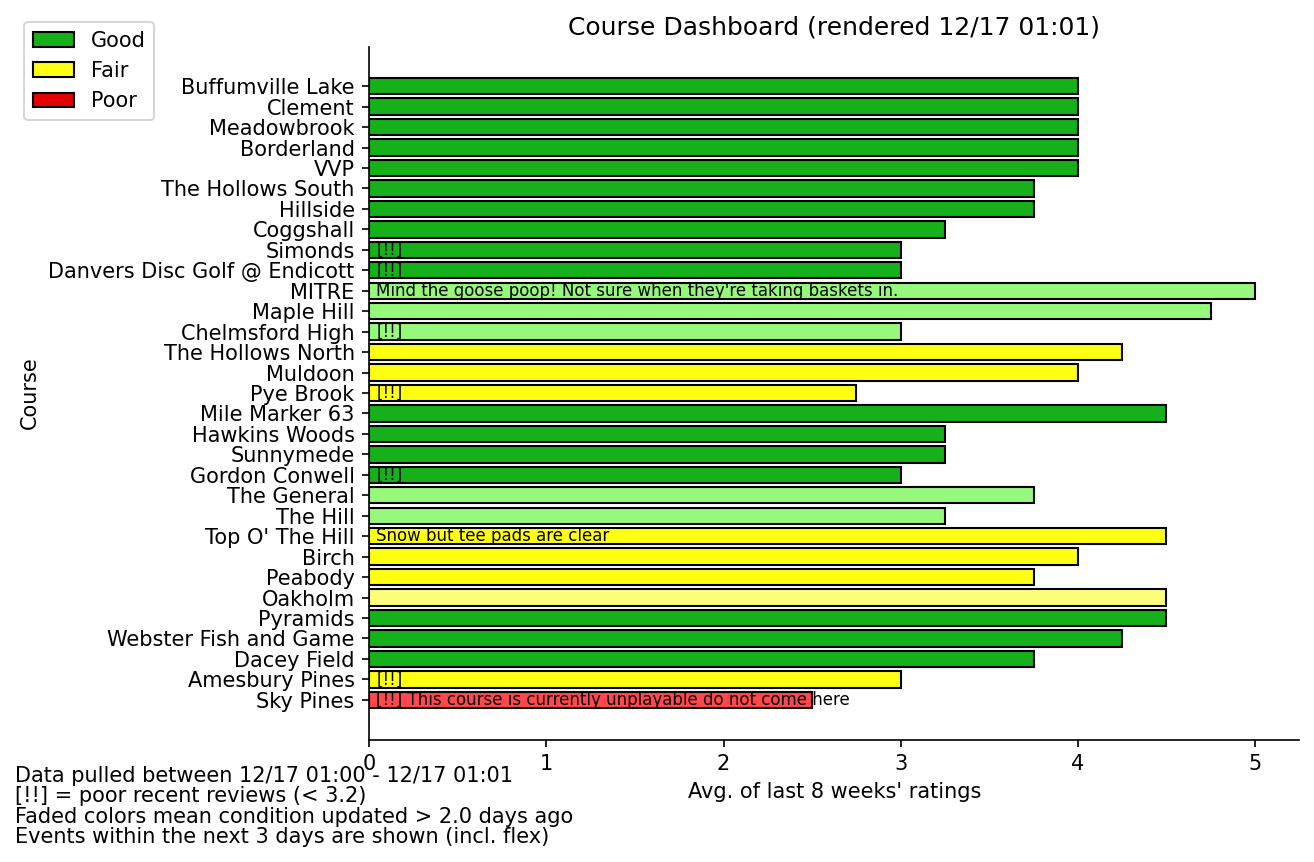 Course Dashboard (rendered 12/17 01:01)
Good
Fair
Poor
Course
Buffumville Lake
Clement
Meadowbrook
Borderland
VVP
The Hollows South
Hillside
Coggshall
Simonds [!!]
Danvers Disc Golf @ Endicott [!!]
MITRE Mind the goose poop! Not sure when they're taking baskets in.
Maple Hill
Chelmsford High [!!]
The Hollows North
Muldoon
Pye Brook [!!]
Mile Marker 63
Hawkins Woods
Sunnymede
Gordon Conwell [!!]
The General
The Hill
Top O' The Hill Snow but tee pads are clear
Birch
Peabody
Oakholm
Pyramids
Webster Fish and Game
Dacey Field
Amesbury Pines [!!]
Sky Pines [!!] This course is currently unplayable do not come here
0 1 2 3 4 5
Avg. of last 8 weeks' ratings
Data pulled between 12/17 01:00 - 12/17 01:01
[!!] = poor recent reviews (< 3.2)
Faded colors mean condition updated > 2.0 days ago
Events within the next 3 days are shown (incl. flex)